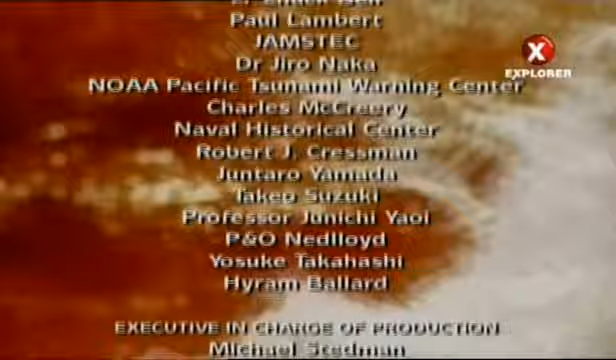 Paul Lambert
JAMSTEC
Dr Jiro Naka
X
EXPLORER
NOAA Pacific Tsunami Warning Center
Charles McCreery
Naval Historical Center
Robert J. Cressman
Juntaro Yamada
Takeo Suzuki
Professor Junichi Yaoi
P&O Nedlloyd
Yosuke Takahashi
Hyram Ballard
EXECUTIVE IN CHARGE OF PRODUCTION
Michael Stedman